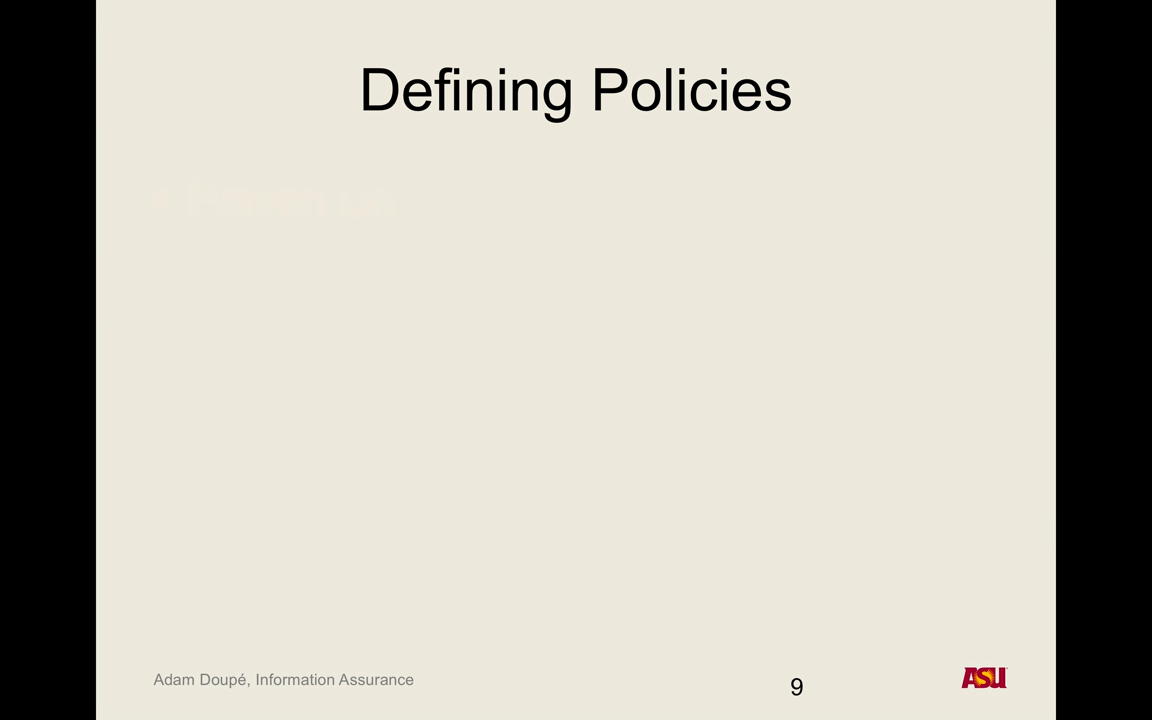 Defining Policies
Adam Doupé, Information Assurance
9
ASU